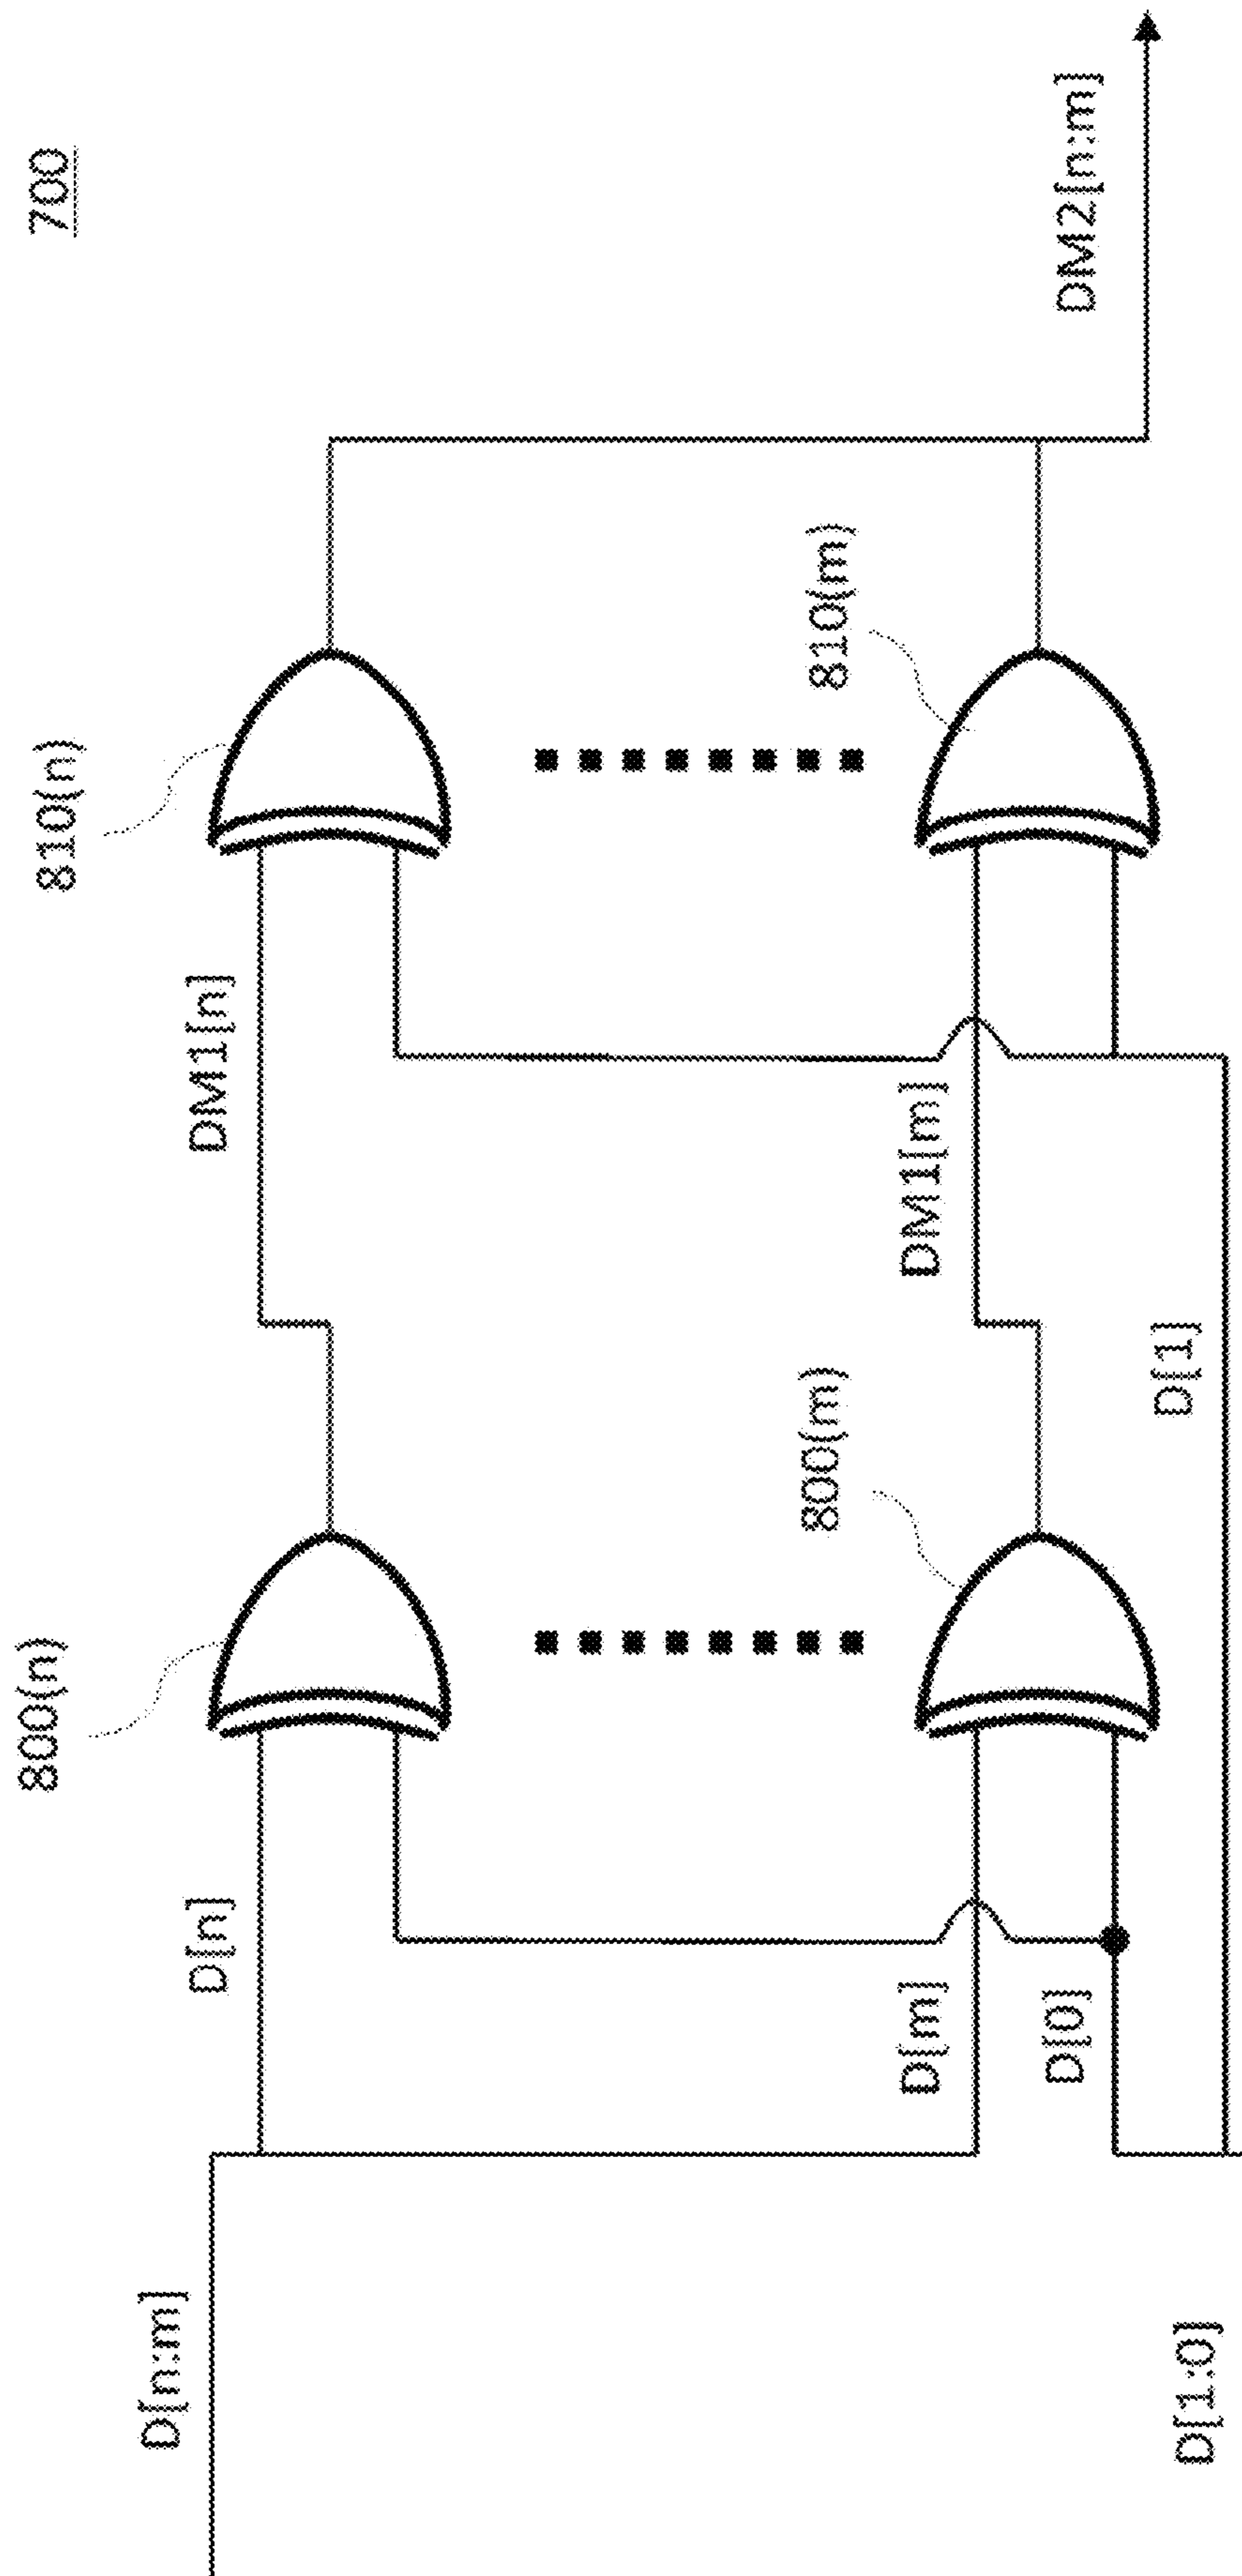 700
D[n:m]
D[n]
800(n)
DM1[n]
810(n)
D[m]
800(m)
DM1[m]
810(m)
DM2[n:m]
D[0]
D[1]
D[1:0]